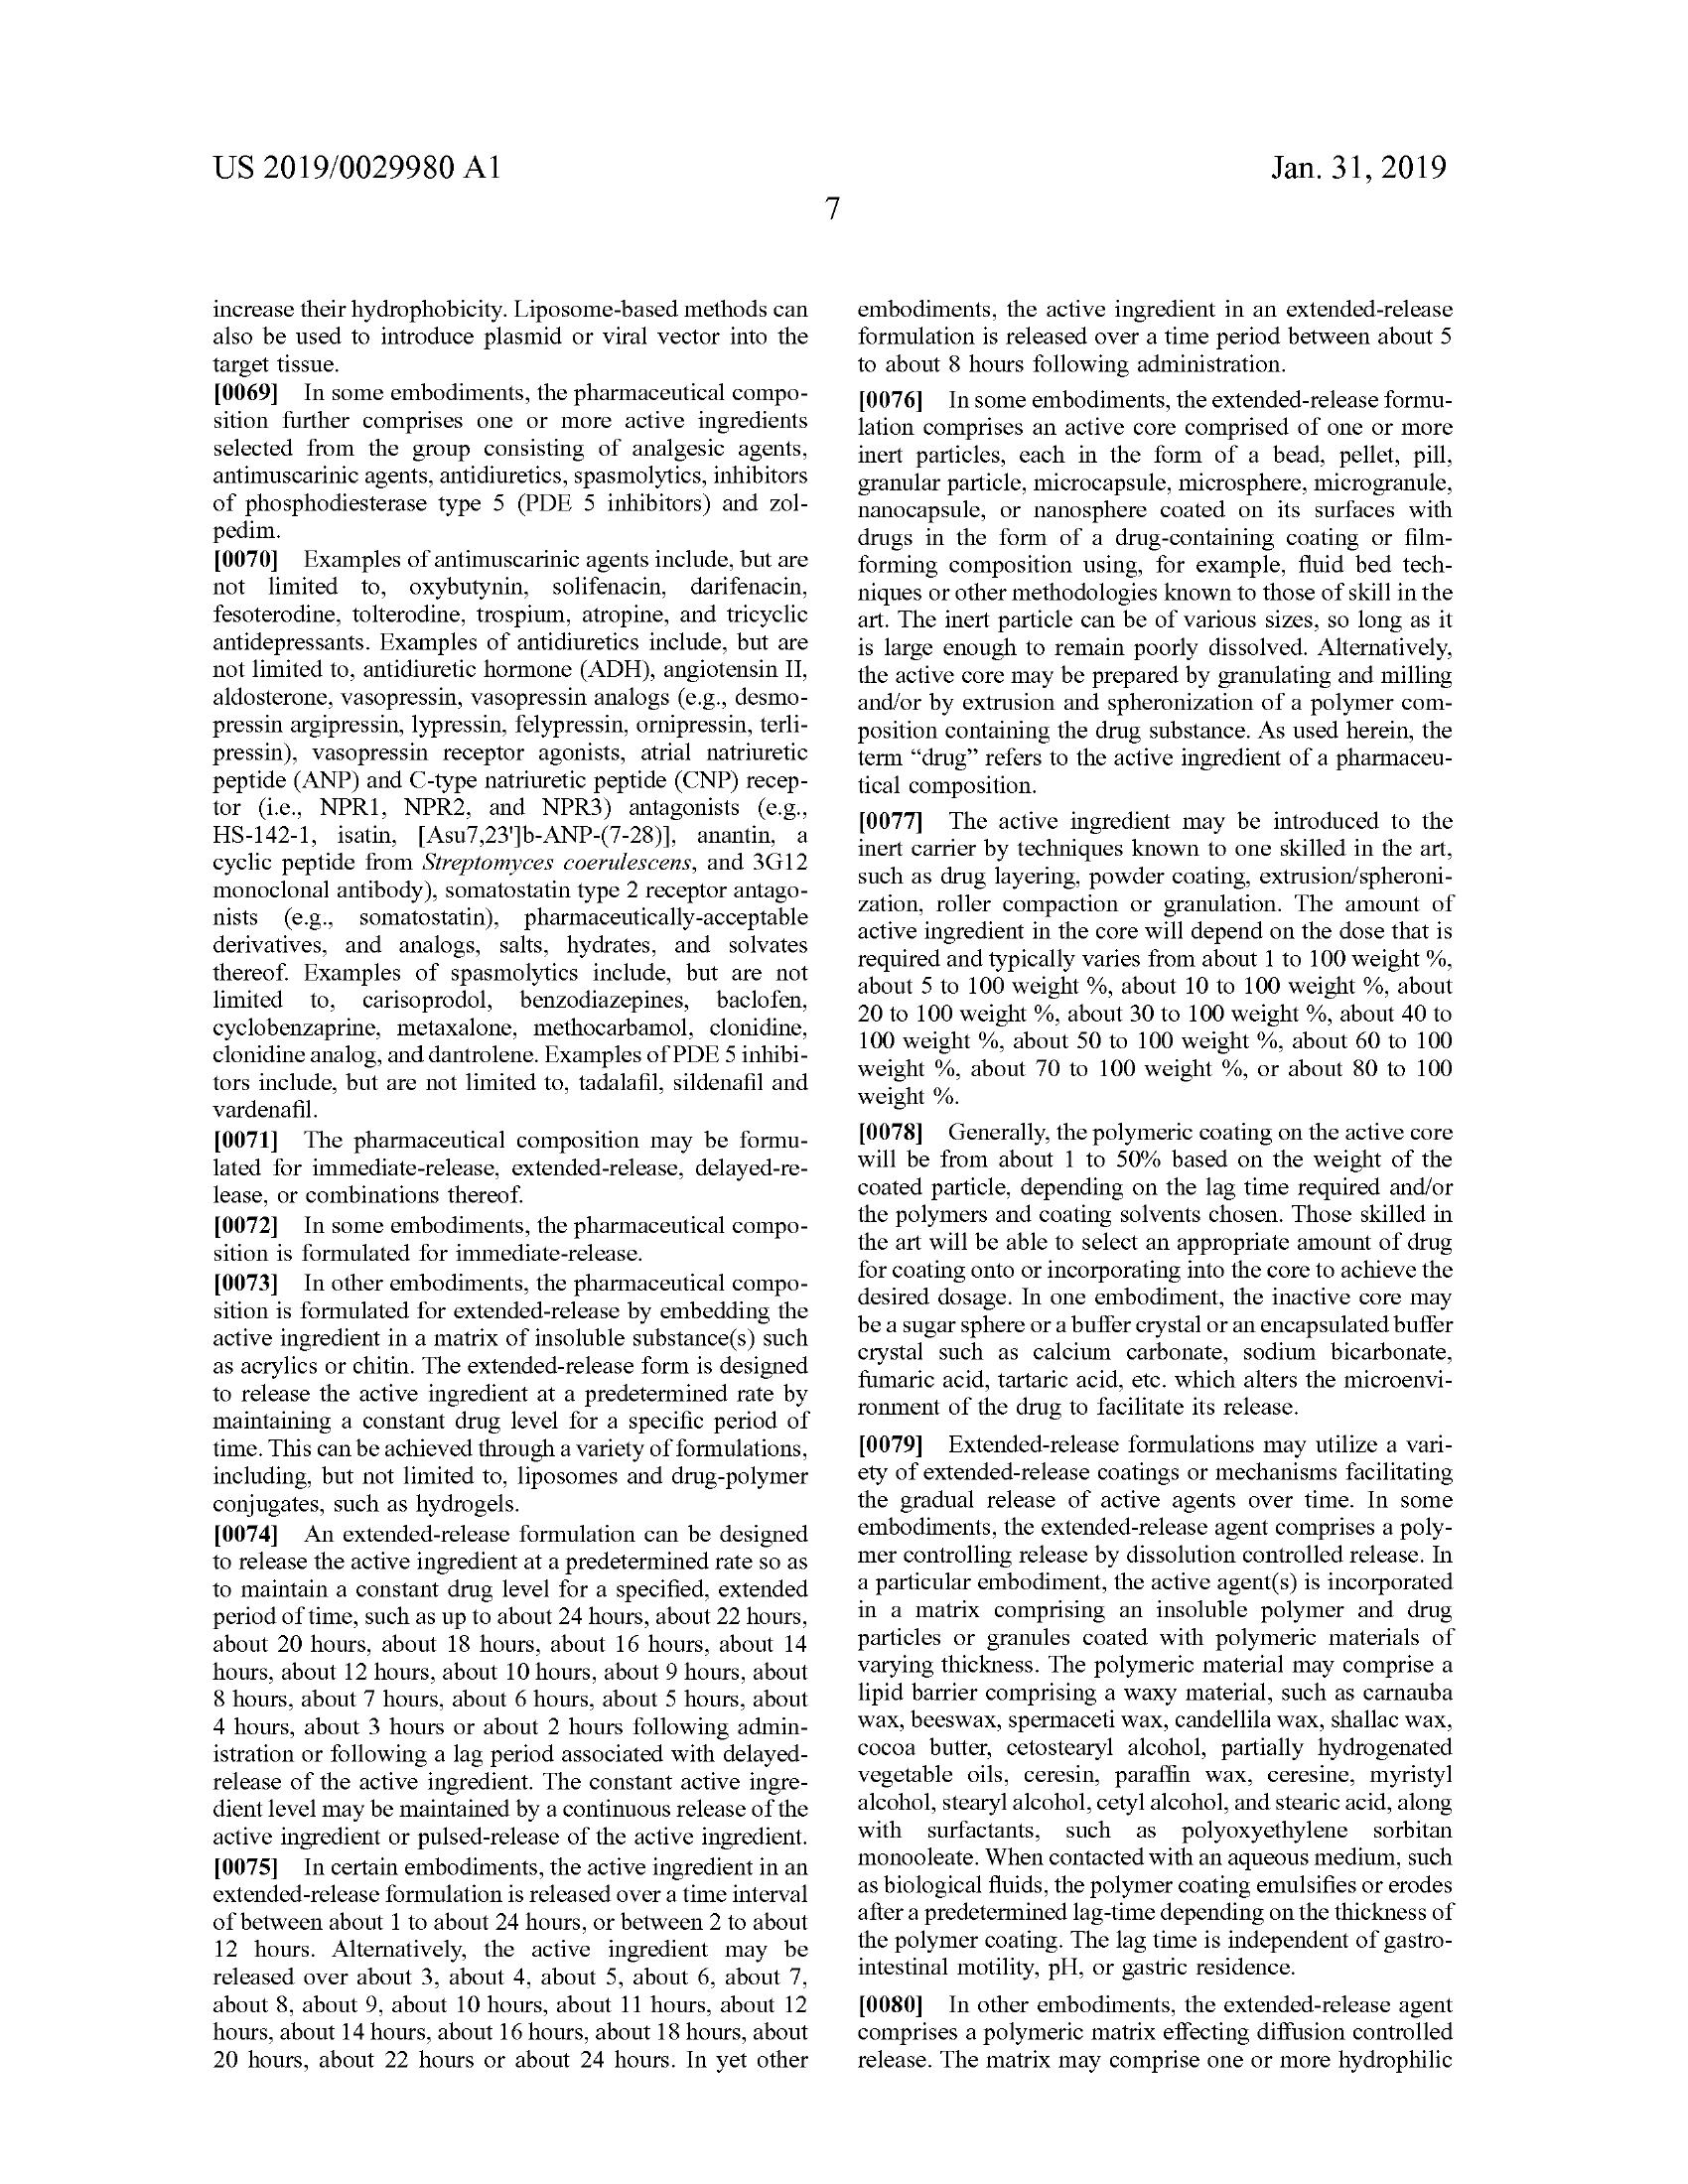 US 2019/0029980 A1
Jan. 31, 2019
7
increase their hydrophobicity. Liposome-based methods can
also be used to introduce plasmid or viral vector into the
target tissue.
[0069] In some embodiments, the pharmaceutical compo-
sition further comprises one or more active ingredients
selected from the group consisting of analgesic agents,
antimuscarinic agents, antidiuretics, spasmolytics, inhibitors
of phosphodiesterase type 5 (PDE 5 inhibitors) and zol-
pedim.
[0070] Examples of antimuscarinic agents include, but are
not limited to, oxybutynin, solifenacin, darifenacin,
fesoterodine, tolterodine, trospium, atropine, and tricyclic
antidepressants. Examples of antidiuretics include, but are
not limited to, antidiuretic hormone (ADH), angiotensin II,
aldosterone, vasopressin, vasopressin analogs (e.g., desmo-
pressin argipressin, lypressin, felypressin, ornipressin, terli-
pressin), vasopressin receptor agonists, atrial natriuretic
peptide (ANP) and C-type natriuretic peptide (CNP) recep-
tor (i.e., NPR1, NPR2, and NPR3) antagonists (e.g.,
HS-142-1, isatin, [Asu7,23']b-ANP-(7-28)], anantin, a
cyclic peptide from Streptomyces coerulescens, and 3G12
monoclonal antibody), somatostatin type 2 receptor antago-
nists (e.g., somatostatin), pharmaceutically-acceptable
derivatives, and analogs, salts, hydrates, and solvates
thereof. Examples of spasmolytics include, but are not
limited to, carisoprodol, benzodiazepines, baclofen,
cyclobenzaprine, metaxalone, methocarbamol, clonidine,
clonidine analog, and dantrolene. Examples of PDE 5 inhibi-
tors include, but are not limited to, tadalafil, sildenafil and
vardenafil.
[0071] The pharmaceutical composition may be formu-
lated for immediate-release, extended-release, delayed-re-
lease, or combinations thereof.
[0072] In some embodiments, the pharmaceutical compo-
sition is formulated for immediate-release.
[0073] In other embodiments, the pharmaceutical compo-
sition is formulated for extended-release by embedding the
active ingredient in a matrix of insoluble substance(s) such
as acrylics or chitin. The extended-release form is designed
to release the active ingredient at a predetermined rate by
maintaining a constant drug level for a specific period of
time. This can be achieved through a variety of formulations,
including, but not limited to, liposomes and drug-polymer
conjugates, such as hydrogels.
[0074] An extended-release formulation can be designed
to release the active ingredient at a predetermined rate so as
to maintain a constant drug level for a specified, extended
period of time, such as up to about 24 hours, about 22 hours,
about 20 hours, about 18 hours, about 16 hours, about 14
hours, about 12 hours, about 10 hours, about 9 hours, about
8 hours, about 7 hours, about 6 hours, about 5 hours, about
4 hours, about 3 hours or about 2 hours following admin-
istration or following a lag period associated with delayed-
release of the active ingredient. The constant active ingre-
dient level may be maintained by a continuous release of the
active ingredient or pulsed-release of the active ingredient.
[0075] In certain embodiments, the active ingredient in an
extended-release formulation is released over a time interval
of between about 1 to about 24 hours, or between 2 to about
12 hours. Alternatively, the active ingredient may be
released over about 3, about 4, about 5, about 6, about 7,
about 8, about 9, about 10 hours, about 11 hours, about 12
hours, about 14 hours, about 16 hours, about 18 hours, about
20 hours, about 22 hours or about 24 hours. In yet other
embodiments, the active ingredient in an extended-release
formulation is released over a time period between about 5
to about 8 hours following administration.
[0076] In some embodiments, the extended-release formu-
lation comprises an active core comprised of one or more
inert particles, each in the form of a bead, pellet, pill,
granular particle, microcapsule, microsphere, microgranule,
nanocapsule, or nanosphere coated on its surfaces with
drugs in the form of a drug-containing coating or film-
forming composition using, for example, fluid bed tech-
niques or other methodologies known to those of skill in the
art. The inert particle can be of various sizes, so long as it
is large enough to remain poorly dissolved. Alternatively,
the active core may be prepared by granulating and milling
and/or by extrusion and spheronization of a polymer com-
position containing the drug substance. As used herein, the
term “drug” refers to the active ingredient of a pharmaceu-
tical composition.
[0077] The active ingredient may be introduced to the
inert carrier by techniques known to one skilled in the art,
such as drug layering, powder coating, extrusion/spheroni-
zation, roller compaction or granulation. The amount of
active ingredient in the core will depend on the dose that is
required and typically varies from about 1 to 100 weight %,
about 5 to 100 weight %, about 10 to 100 weight %, about
20 to 100 weight %, about 30 to 100 weight %, about 40 to
100 weight %, about 50 to 100 weight %, about 60 to 100
weight %, about 70 to 100 weight %, or about 80 to 100
weight %.
[0078] Generally, the polymeric coating on the active core
will be from about 1 to 50% based on the weight of the
coated particle, depending on the lag time required and/or
the polymers and coating solvents chosen. Those skilled in
the art will be able to select an appropriate amount of drug
for coating onto or incorporating into the core to achieve the
desired dosage. In one embodiment, the inactive core may
be a sugar sphere or a buffer crystal or an encapsulated buffer
crystal such as calcium carbonate, sodium bicarbonate,
fumaric acid, tartaric acid, etc. which alters the microenvi-
ronment of the drug to facilitate its release.
[0079] Extended-release formulations may utilize a vari-
ety of extended-release coatings or mechanisms facilitating
the gradual release of active agents over time. In some
embodiments, the extended-release agent comprises a poly-
mer controlling release by dissolution controlled release. In
a particular embodiment, the active agent(s) is incorporated
in a matrix comprising an insoluble polymer and drug
particles or granules coated with polymeric materials of
varying thickness. The polymeric material may comprise a
lipid barrier comprising a waxy material, such as carnauba
wax, beeswax, spermaceti wax, candellila wax, shallac wax,
cocoa butter, cetostearyl alcohol, partially hydrogenated
vegetable oils, ceresin, paraffin wax, ceresine, myristyl
alcohol, stearyl alcohol, cetyl alcohol, and stearic acid, along
with surfactants, such as polyoxyethylene sorbitan
monooleate. When contacted with an aqueous medium, such
as biological fluids, the polymer coating emulsifies or erodes
after a predetermined lag-time depending on the thickness of
the polymer coating. The lag time is independent of gastro-
intestinal motility, pH, or gastric residence.
[0080] In other embodiments, the extended-release agent
comprises a polymeric matrix effecting diffusion controlled
release. The matrix may comprise one or more hydrophilic